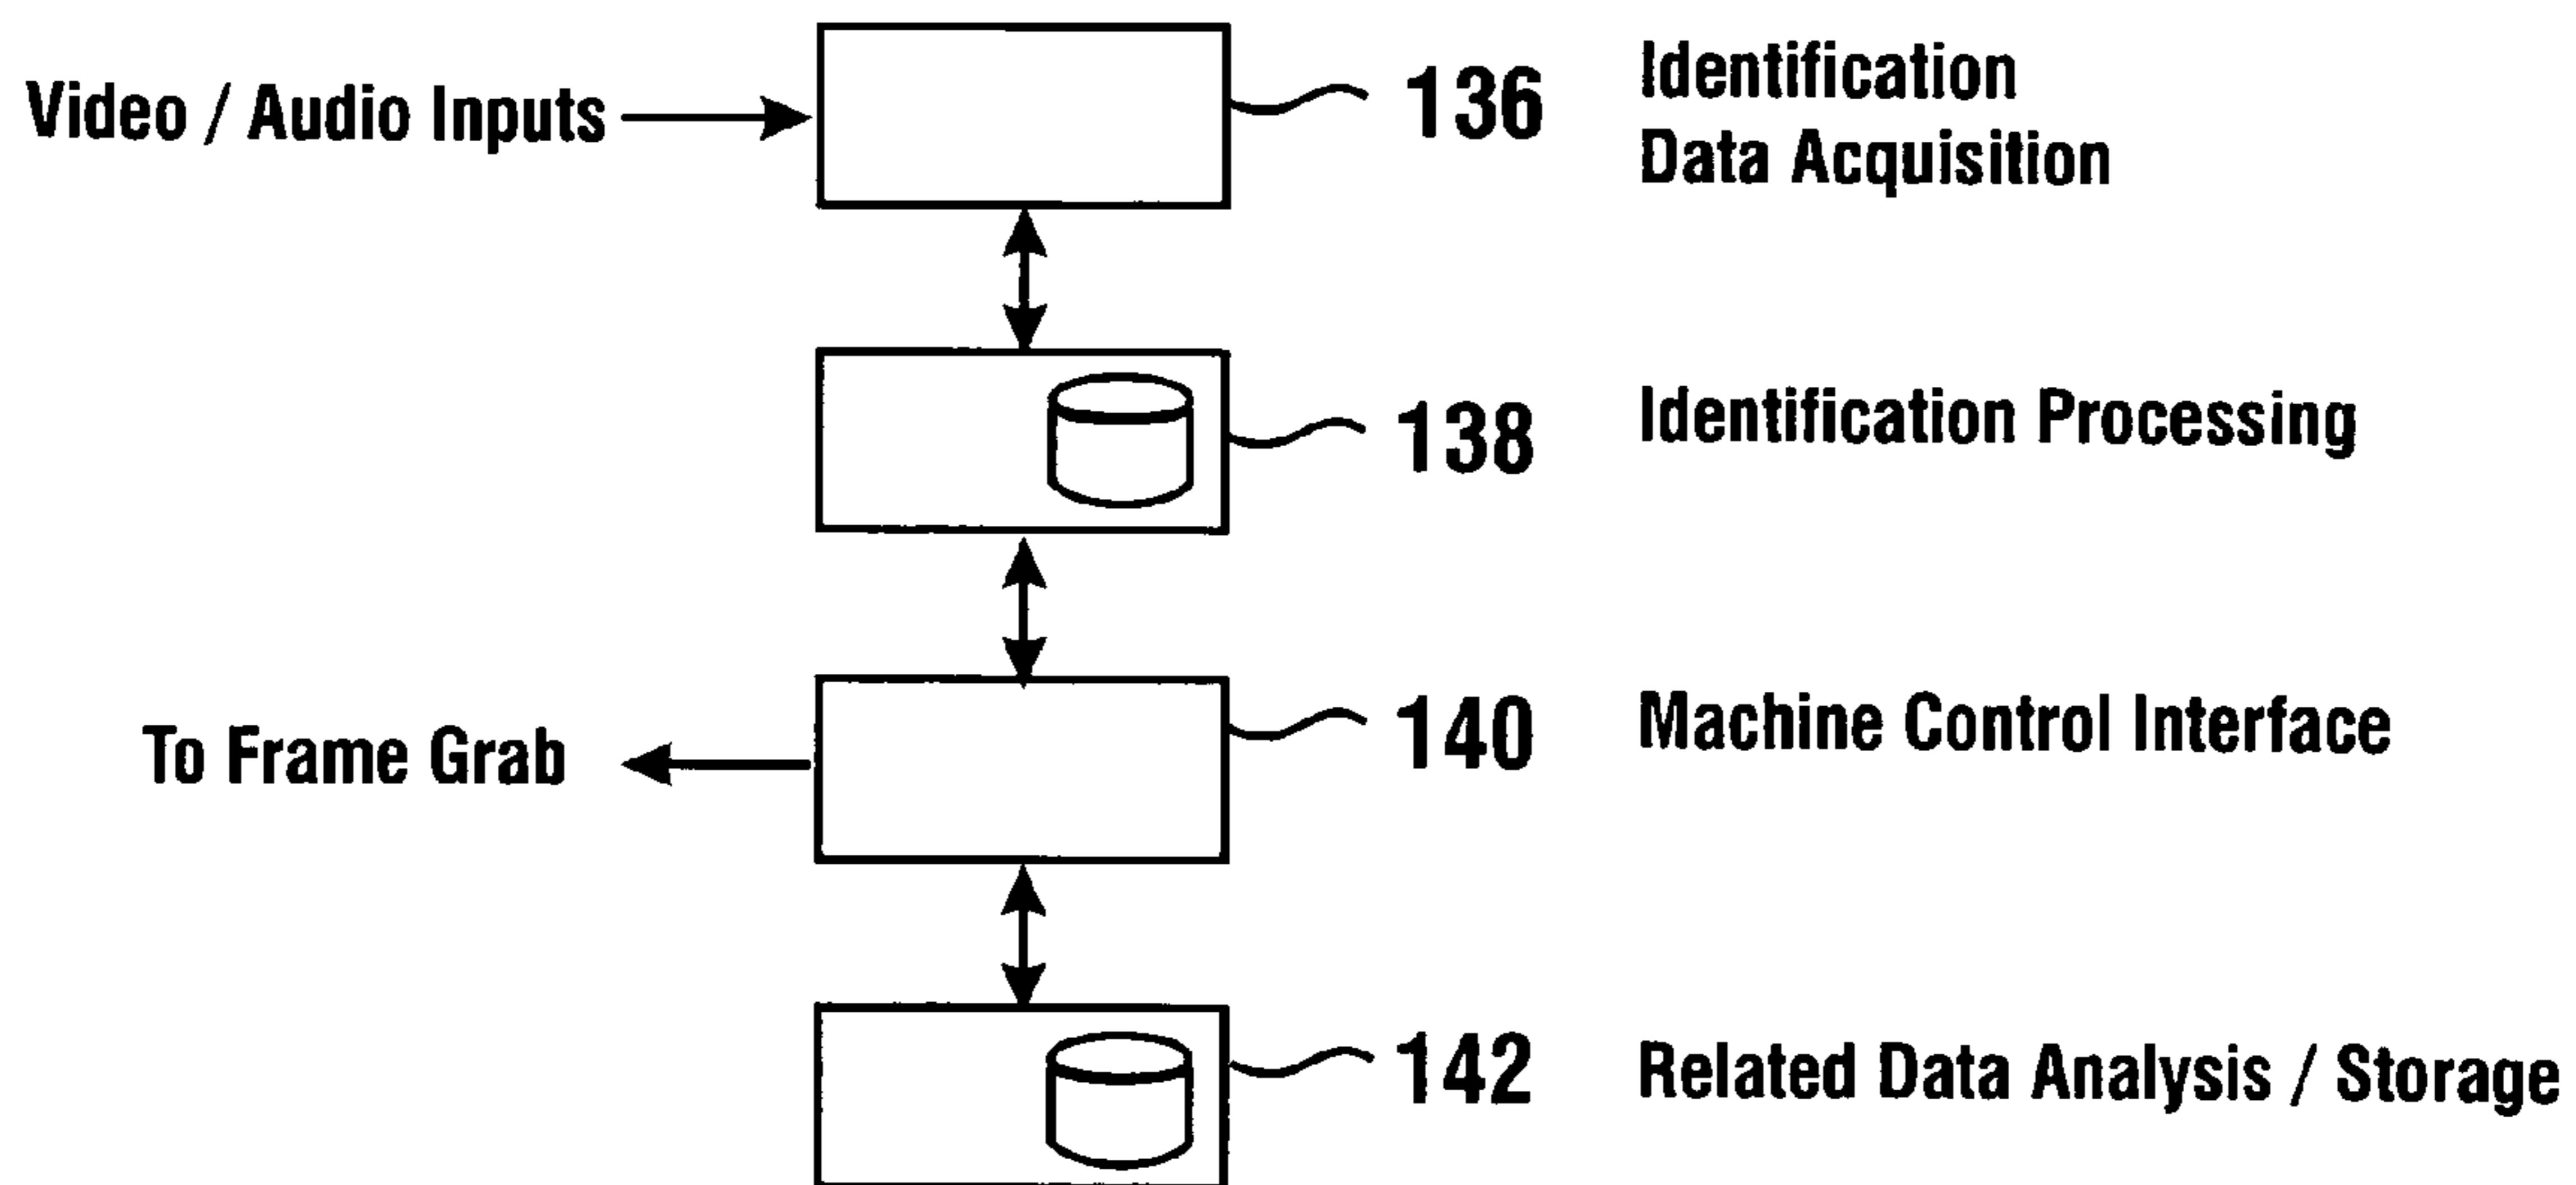 Video / Audio Inputs
136
Identification
Data Acquisition
138
Identification Processing
To Frame Grab
140
Machine Control Interface
142
Related Data Analysis / Storage